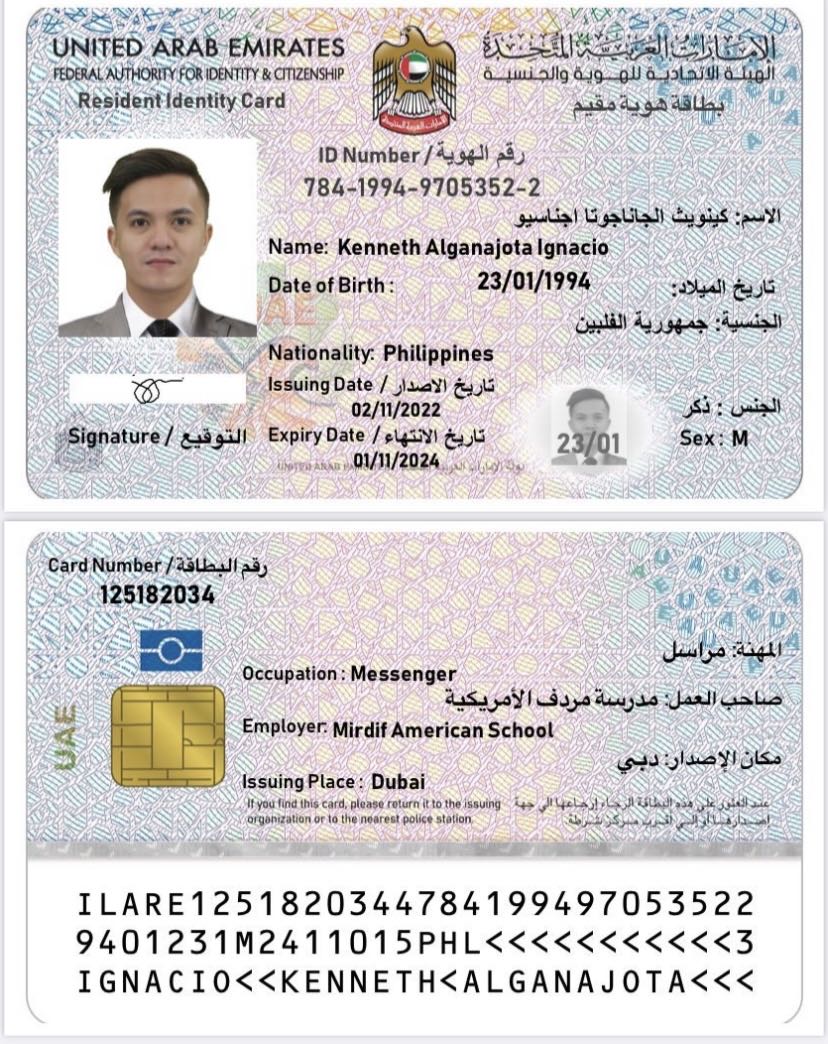 UNITED ARAB EMIRATES
الإمارات العربية المتحدة
FEDERAL AUTHORITY FOR IDENTITY & CITIZENSHIP
الهيئة الاتحادية للهوية والجنسية
Resident Identity Card
بطاقة هوية مقيم
ID Number / رقم الهوية
784-1994-9705352-2
الاسم: كينويث الجاناجوتا اجناسيو
Name: Kenneth Alganajota Ignacio
Date of Birth : 23/01/1994 تاريخ الميلاد:
الجنسية: جمهورية الفلبين
Nationality: Philippines
Issuing Date / تاريخ الاصدار
02/11/2022
الجنس : ذكر
Signature / التوقيع
Expiry Date / تاريخ الانتهاء
23/01
Sex : M
01/11/2024
Card Number / رقم البطاقة
125182034
المهنة: مراسل
Occupation : Messenger
صاحب العمل: مدرسة مردف الأمريكية
Employer: Mirdif American School
UAE
مكان الإصدار: دبي
Issuing Place : Dubai
If you find this card, please return it to the issuing
organization or to the nearest police station
عند العثور على هذه البطاقة الرجاء إرجاعها الى جهة
اصدارها أو الى أقرب مركز شرطة.
ILARE1251820344784199497053522
9401231M2411015PHL<<<<<<<<<<<3
IGNACIO<<KENNETH<ALGANAJOTA<<<